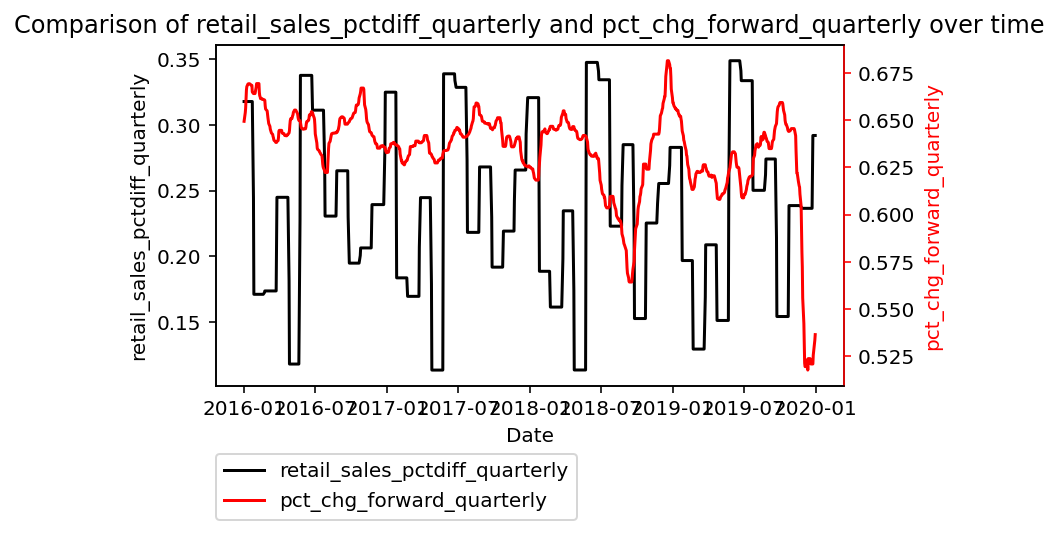 Comparison of retail_sales_pctdiff_quarterly and pct_chg_forward_quarterly over time
retail_sales_pctdiff_quarterly
0.35
0.30
0.25
0.20
0.15
0.675
0.650
0.625
0.600
0.575
0.550
0.525
pct_chg_forward_quarterly
2016-01 2016-07 2017-01 2017-07 2018-01 2018-07 2019-01 2019-07 2020-01
Date
retail_sales_pctdiff_quarterly
pct_chg_forward_quarterly